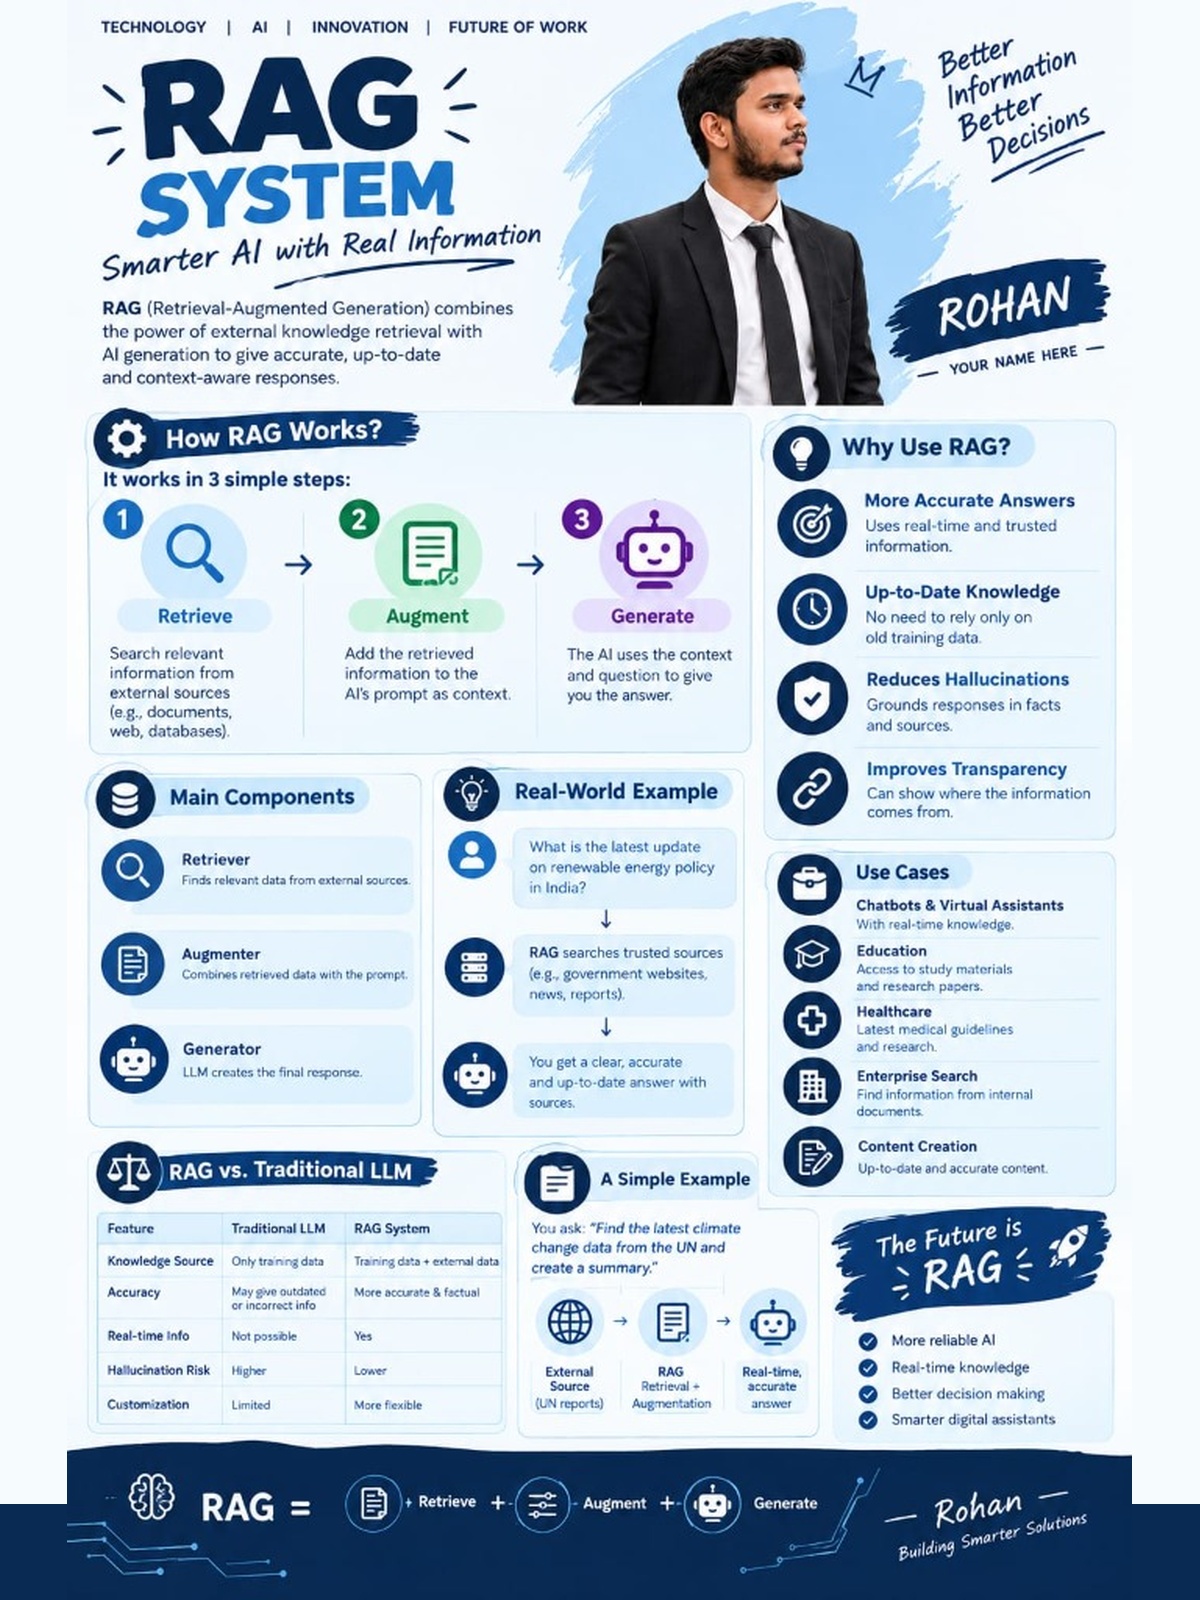 TECHNOLOGY | AI | INNOVATION | FUTURE OF WORK
RAG
SYSTEM
Smarter AI with Real Information
RAG (Retrieval-Augmented Generation) combines
the power of external knowledge retrieval with
AI generation to give accurate, up-to-date
and context-aware responses.
Better
Information
Better
Decisions
ROHAN
— YOUR NAME HERE —
How RAG Works?
It works in 3 simple steps:
1
Retrieve
Search relevant
information from
external sources
(e.g., documents,
web, databases).
2
Augment
Add the retrieved
information to the
AI's prompt as context.
3
Generate
The AI uses the context
and question to give
you the answer.
Why Use RAG?
More Accurate Answers
Uses real-time and trusted
information.
Up-to-Date Knowledge
No need to rely only on
old training data.
Reduces Hallucinations
Grounds responses in facts
and sources.
Improves Transparency
Can show where the information
comes from.
Main Components
Retriever
Finds relevant data from external sources.
Augmenter
Combines retrieved data with the prompt.
Generator
LLM creates the final response.
Real-World Example
What is the latest update
on renewable energy policy
in India?
RAG searches trusted sources
(e.g., government websites,
news, reports).
You get a clear, accurate
and up-to-date answer with
sources.
Use Cases
Chatbots & Virtual Assistants
With real-time knowledge.
Education
Access to study materials
and research papers.
Healthcare
Latest medical guidelines
and research.
Enterprise Search
Find information from internal
documents.
Content Creation
Up-to-date and accurate content.
RAG vs. Traditional LLM
Feature Traditional LLM RAG System
Knowledge Source Only training data Training data + external data
Accuracy May give outdated More accurate & factual
or incorrect info
Real-time Info Not possible Yes
Hallucination Risk Higher Lower
Customization Limited More flexible
A Simple Example
You ask: "Find the latest climate
change data from the UN and
create a summary."
External
Source
(UN reports)
RAG
Retrieval +
Augmentation
Real-time,
accurate
answer
The Future is
RAG
More reliable AI
Real-time knowledge
Better decision making
Smarter digital assistants
RAG = Retrieve + Augment + Generate
— Rohan —
Building Smarter Solutions